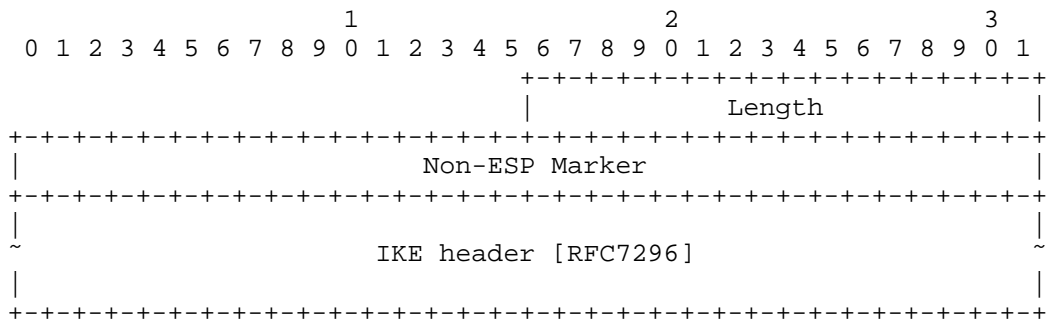 1                   2                   3
 0 1 2 3 4 5 6 7 8 9 0 1 2 3 4 5 6 7 8 9 0 1 2 3 4 5 6 7 8 9 0 1
                                +-+-+-+-+-+-+-+-+-+-+-+-+-+-+-+-+
                                |            Length             |
+-+-+-+-+-+-+-+-+-+-+-+-+-+-+-+-+-+-+-+-+-+-+-+-+-+-+-+-+-+-+-+-+
|                         Non-ESP Marker                        |
+-+-+-+-+-+-+-+-+-+-+-+-+-+-+-+-+-+-+-+-+-+-+-+-+-+-+-+-+-+-+-+-+
|                                                               |
~                      IKE header [RFC7296]                     ~
|                                                               |
+-+-+-+-+-+-+-+-+-+-+-+-+-+-+-+-+-+-+-+-+-+-+-+-+-+-+-+-+-+-+-+-+